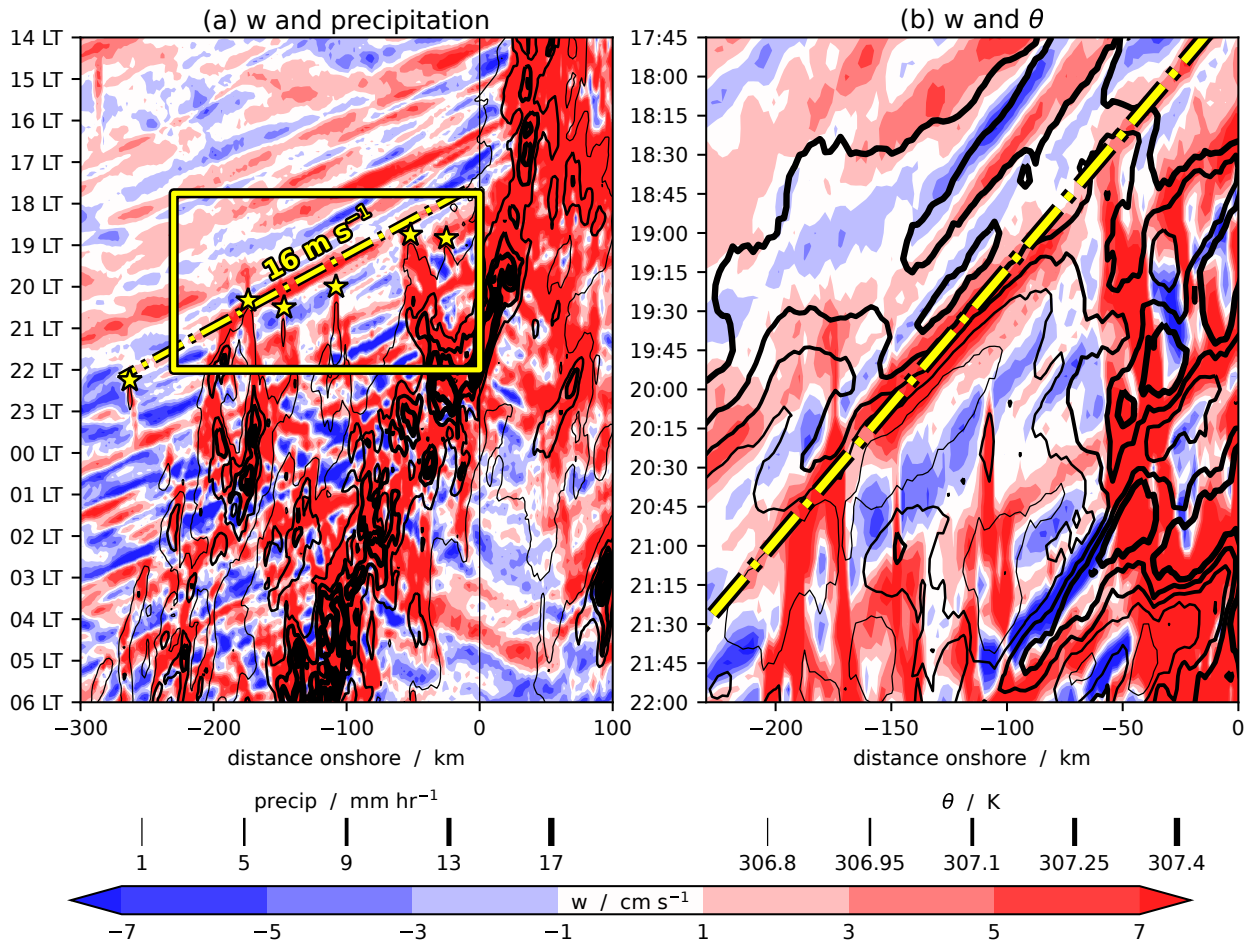 (a) w and precipitation
14 LT
15 LT
16 LT
17 LT
18 LT
19 LT
20 LT
21 LT
22 LT
23 LT
00 LT
01 LT
02 LT
03 LT
04 LT
05 LT
06 LT
16 m s⁻¹
−300 −200 −100 0 100
distance onshore / km
(b) w and θ
17:45
18:00
18:15
18:30
18:45
19:00
19:15
19:30
19:45
20:00
20:15
20:30
20:45
21:00
21:15
21:30
21:45
22:00
−200 −150 −100 −50 0
distance onshore / km
precip / mm hr⁻¹
1 5 9 13 17
θ / K
306.8 306.95 307.1 307.25 307.4
w / cm s⁻¹
−7 −5 −3 −1 1 3 5 7